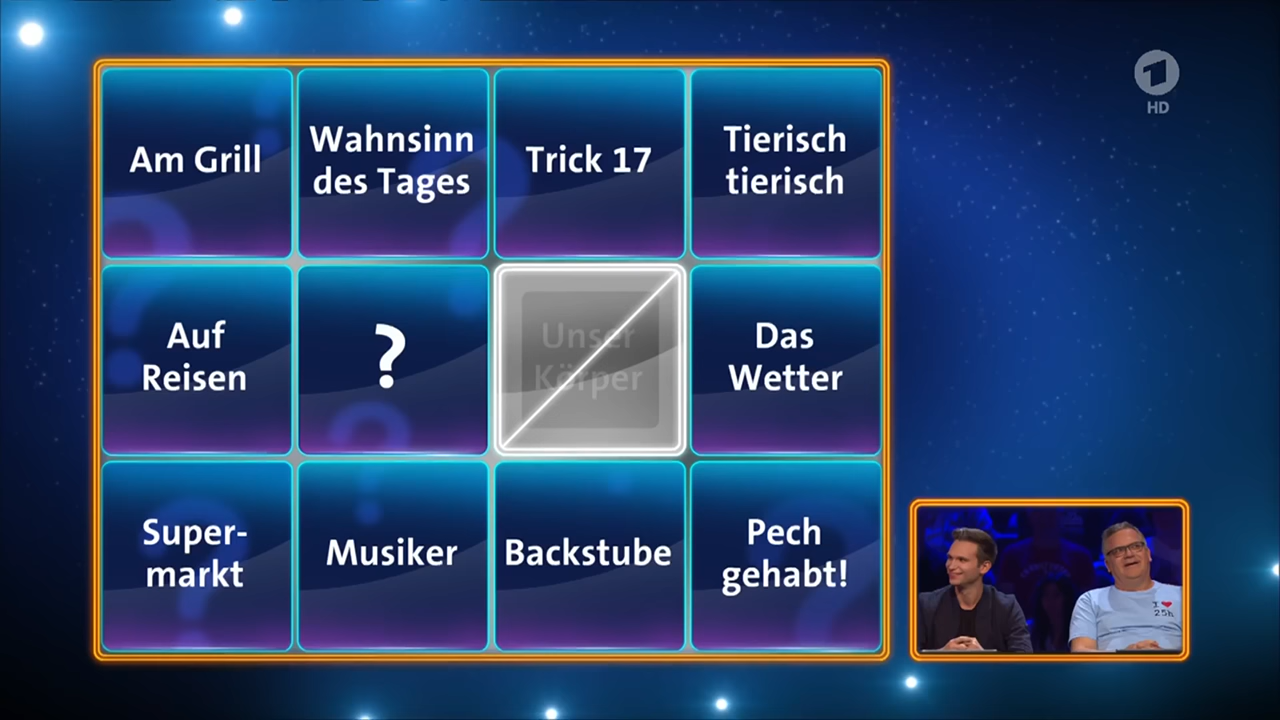 Am Grill
Wahnsinn
des Tages
Trick 17
Tierisch
tierisch
Auf
Reisen
?
Unser
Körper
Das
Wetter
Super-
markt
Musiker
Backstube
Pech
gehabt!
1
HD
I ❤
25h